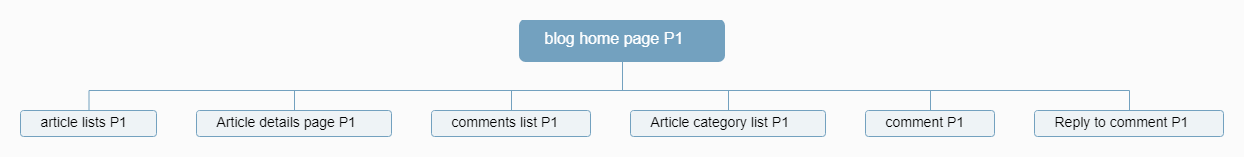 blog home page P1
article lists P1
Article details page P1
comments list P1
Article category list P1
comment P1
Reply to comment P1